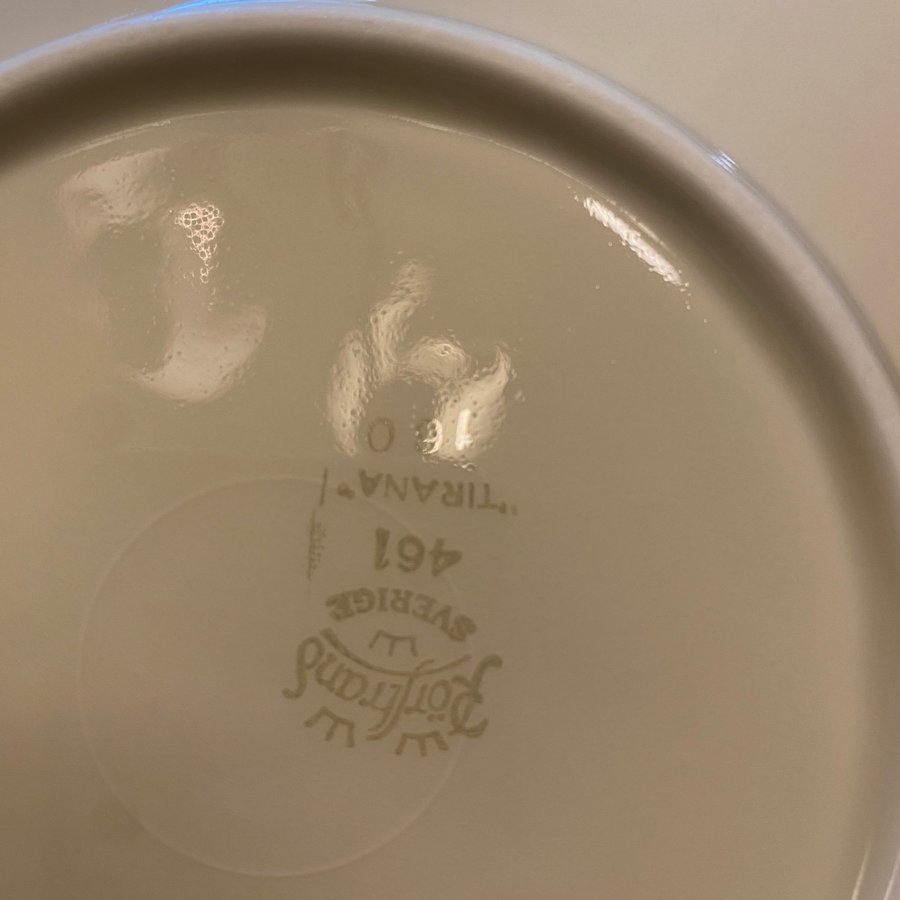 Rörstrand
SVERIGE
461
"TIRANA"